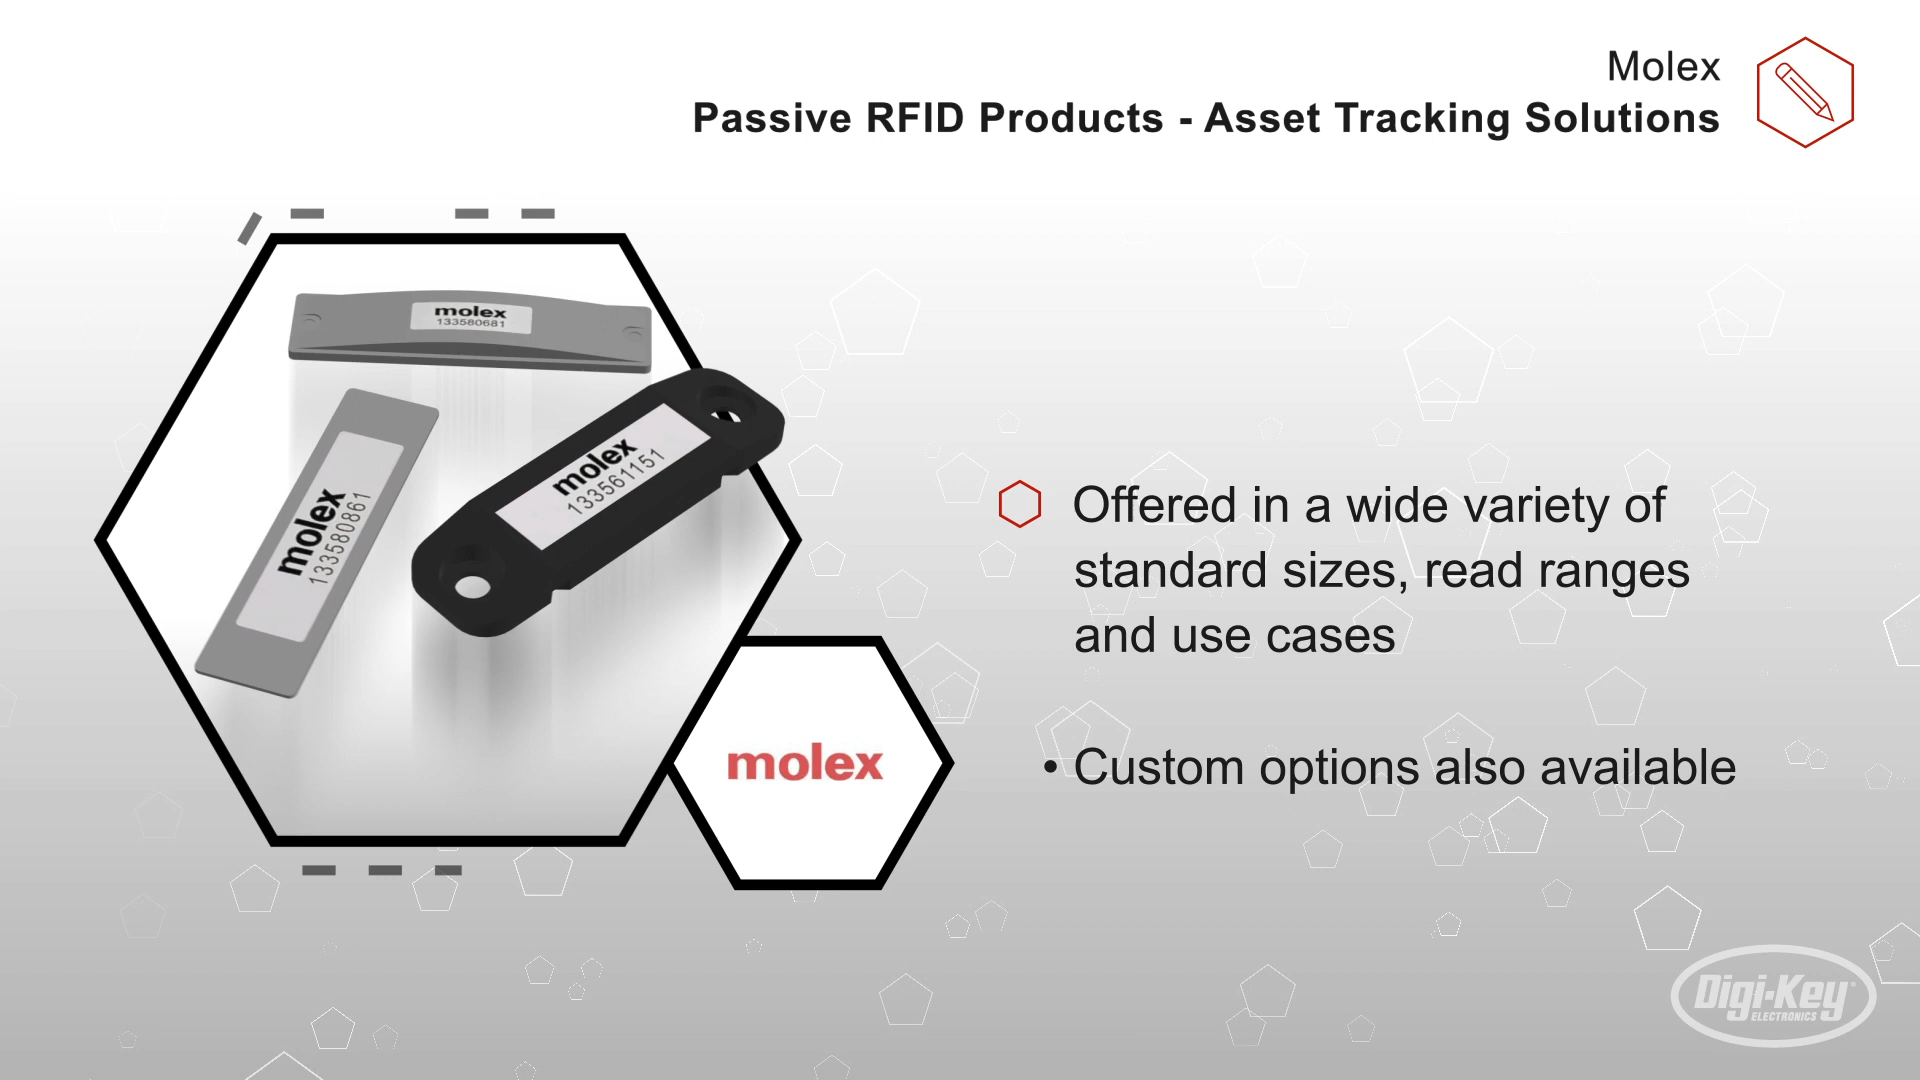 Molex
Passive RFID Products - Asset Tracking Solutions
molex
133580681
molex
133561151
molex
133580861
Offered in a wide variety of
standard sizes, read ranges
and use cases
• Custom options also available
molex
Digi-Key
ELECTRONICS